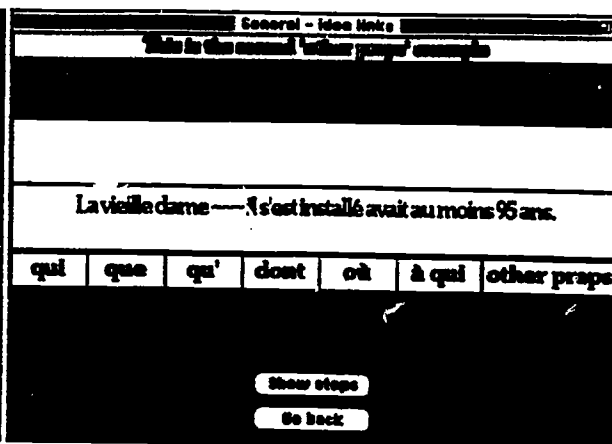 General - idea links
This is the second 'other preps' example
La vieille dame —— il s'est installé avait au moins 95 ans.
qui que qu' dont où à qui other preps
Show steps
Go back